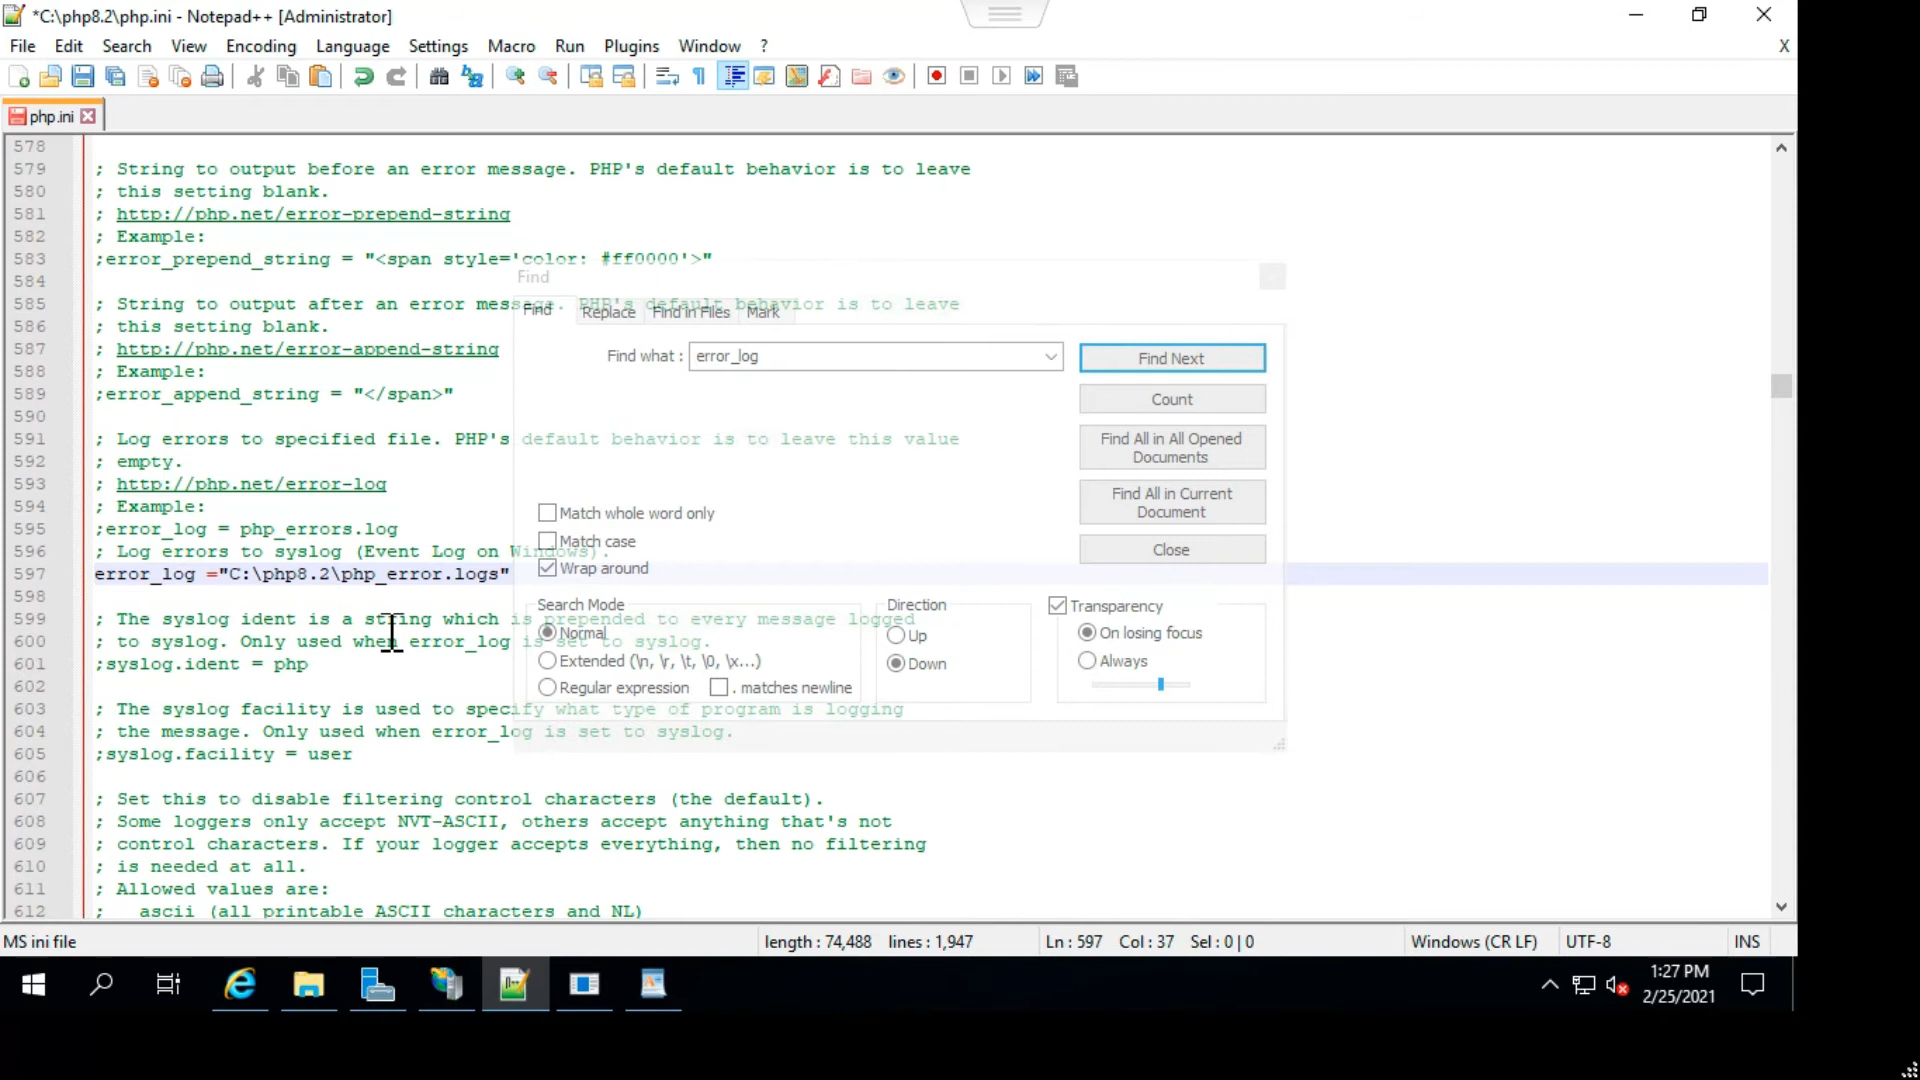 *C:\php8.2\php.ini - Notepad++ [Administrator]
File Edit Search View Encoding Language Settings Macro Run Plugins Window ? X
php.ini
578
579 ; String to output before an error message. PHP's default behavior is to leave
580 ; this setting blank.
581 ; http://php.net/error-prepend-string
582 ; Example:
583 ;error_prepend_string = "<span style='color: #ff0000'>"
584
585 ; String to output after an error message. PHP's default behavior is to leave
586 ; this setting blank.
587 ; http://php.net/error-append-string
588 ; Example:
589 ;error_append_string = "</span>"
590
591 ; Log errors to specified file. PHP's default behavior is to leave this value
592 ; empty.
593 ; http://php.net/error-log
594 ; Example:
595 ;error_log = php_errors.log
596 ; Log errors to syslog (Event Log on Windows).
597 error_log ="C:\php8.2\php_error.logs"
598
599 ; The syslog ident is a string which is prepended to every message logged
600 ; to syslog. Only used when error_log is set to syslog.
601 ;syslog.ident = php
602
603 ; The syslog facility is used to specify what type of program is logging
604 ; the message. Only used when error_log is set to syslog.
605 ;syslog.facility = user
606
607 ; Set this to disable filtering control characters (the default).
608 ; Some loggers only accept NVT-ASCII, others accept anything that's not
609 ; control characters. If your logger accepts everything, then no filtering
610 ; is needed at all.
611 ; Allowed values are:
612 ;   ascii (all printable ASCII characters and NL)
Find
Find Replace Find in Files Mark
Find what : error_log
Find Next
Count
Find All in All Opened
Documents
Find All in Current
Document
Close
Match whole word only
Match case
Wrap around
Search Mode
Normal
Extended (\n, \r, \t, \0, \x...)
Regular expression . matches newline
Direction
Up
Down
Transparency
On losing focus
Always
MS ini file length : 74,488 lines : 1,947 Ln : 597 Col : 37 Sel : 0 | 0 Windows (CR LF) UTF-8 INS
1:27 PM
2/25/2021